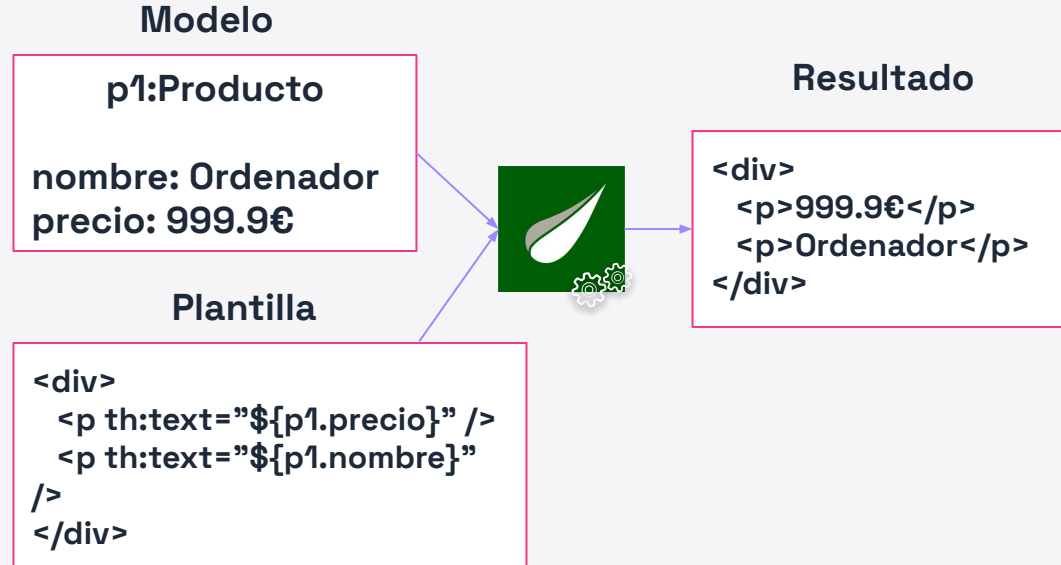 Modelo
p1:Producto
nombre: Ordenador
precio: 999.9€
Plantilla
<div>
<p th:text=”${p1.precio}” />
<p th:text=”${p1.nombre}”
/>
</div>
Resultado
<div>
<p>999.9€</p>
<p>Ordenador</p>
</div>